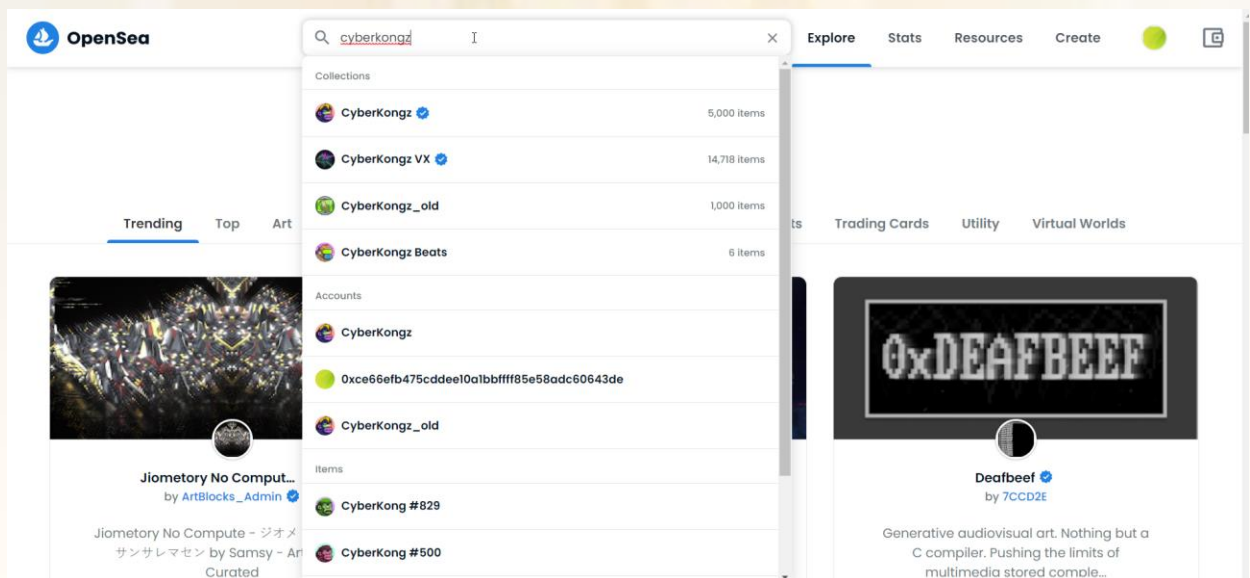 OpenSea
cyberkongz
Explore Stats Resources Create
Collections
CyberKongz
5,000 items
CyberKongz VX
14,718 items
CyberKongz_old
1,000 items
CyberKongz Beats
6 items
Accounts
CyberKongz
0xce66efb475cddee10a1bbffff85e58adc60643de
CyberKongz_old
Items
CyberKong #829
CyberKong #500
Trending Top Art
ts Trading Cards Utility Virtual Worlds
Jiometory No Comput...
by ArtBlocks_Admin
Jiometory No Compute - ジオメ
サンサレマセン by Samsy - Ar
Curated
0xDEAFBEEF
Deafbeef
by 7CCD2E
Generative audiovisual art. Nothing but a
C compiler. Pushing the limits of
multimedia stored comple...